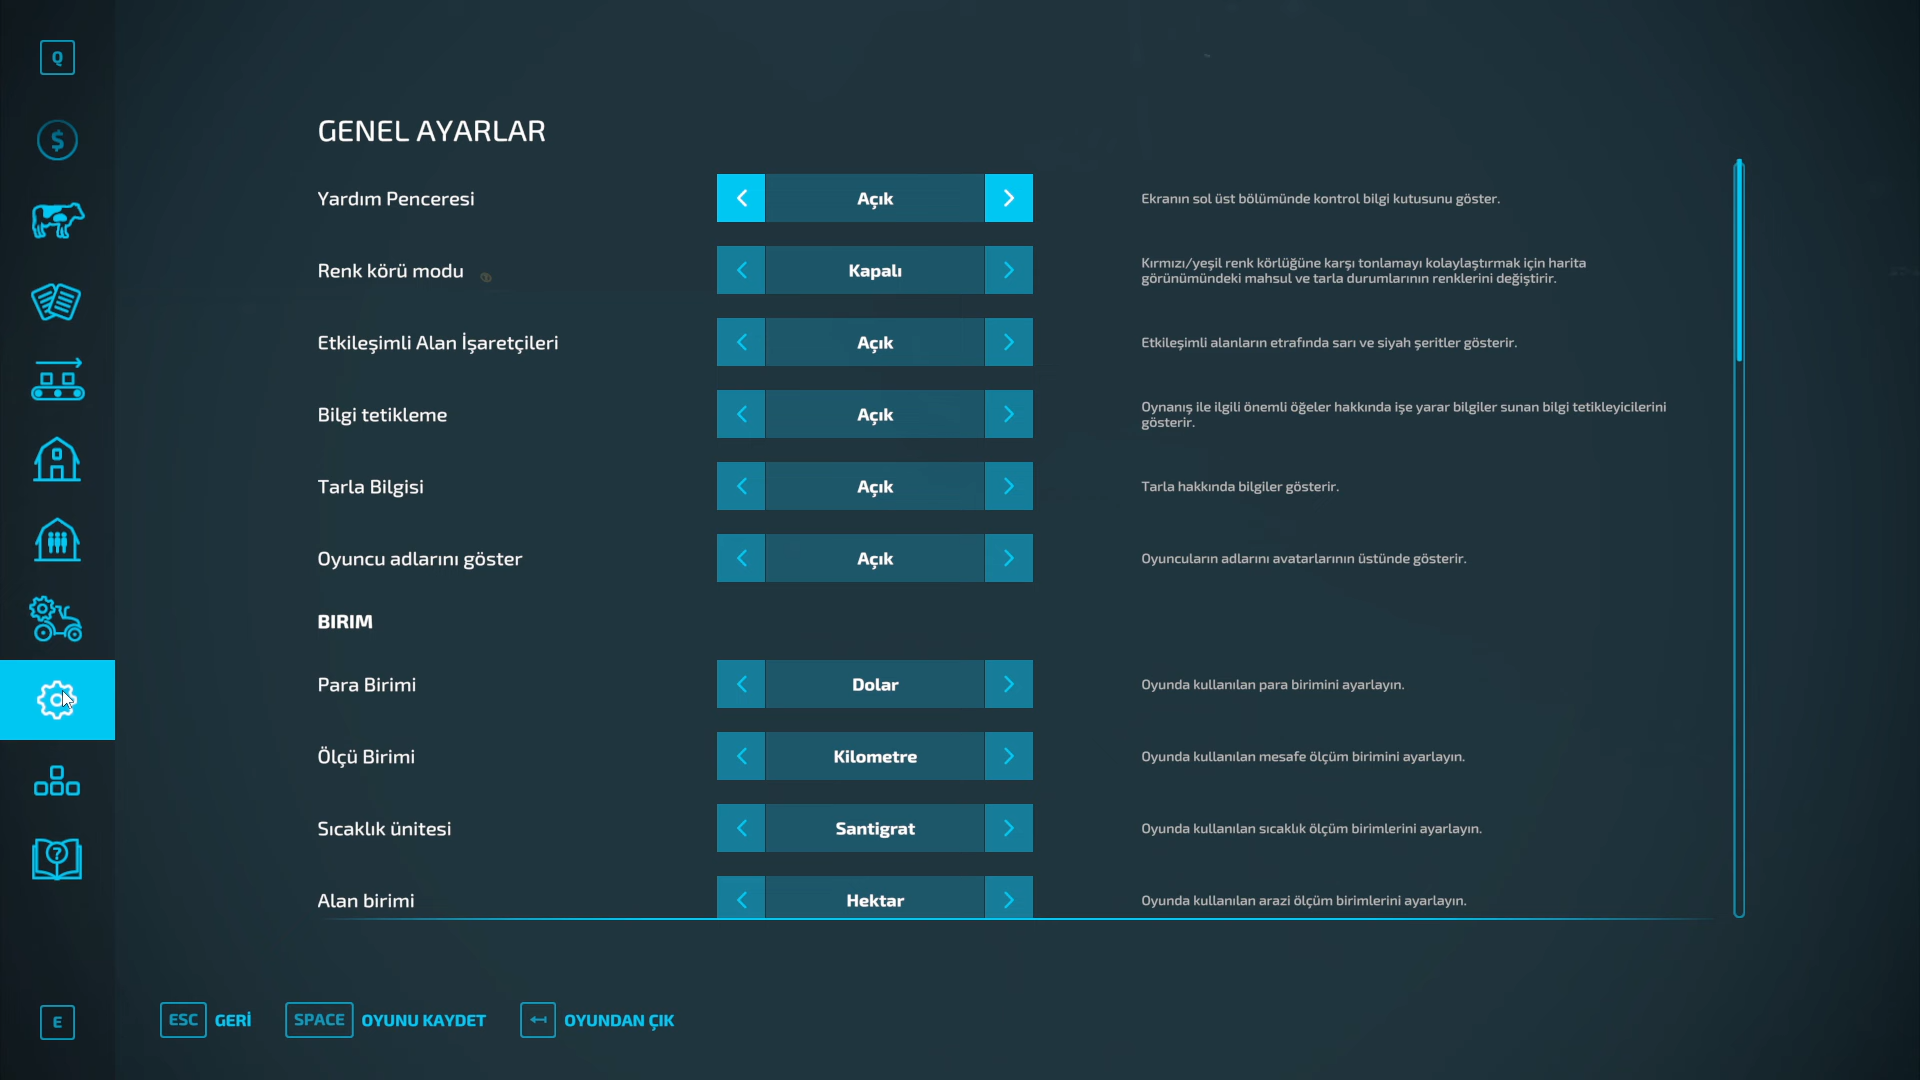 Q
$
GENEL AYARLAR
Yardım Penceresi
Açık
Ekranın sol üst bölümünde kontrol bilgi kutusunu göster.
Renk körü modu
Kapalı
Kırmızı/yeşil renk körlüğüne karşı tonlamayı kolaylaştırmak için harita
görünümündeki mahsul ve tarla durumlarının renklerini değiştirir.
Etkileşimli Alan İşaretçileri
Açık
Etkileşimli alanların etrafında sarı ve siyah şeritler gösterir.
Bilgi tetikleme
Açık
Oynanış ile ilgili önemli öğeler hakkında işe yarar bilgiler sunan bilgi tetikleyicilerini
gösterir.
Tarla Bilgisi
Açık
Tarla hakkında bilgiler gösterir.
Oyuncu adlarını göster
Açık
Oyuncuların adlarını avatarlarının üstünde gösterir.
BIRIM
Para Birimi
Dolar
Oyunda kullanılan para birimini ayarlayın.
Ölçü Birimi
Kilometre
Oyunda kullanılan mesafe ölçüm birimini ayarlayın.
Sıcaklık ünitesi
Santigrat
Oyunda kullanılan sıcaklık ölçüm birimlerini ayarlayın.
Alan birimi
Hektar
Oyunda kullanılan arazi ölçüm birimlerini ayarlayın.
?
E
ESC GERİ SPACE OYUNU KAYDET OYUNDAN ÇIK